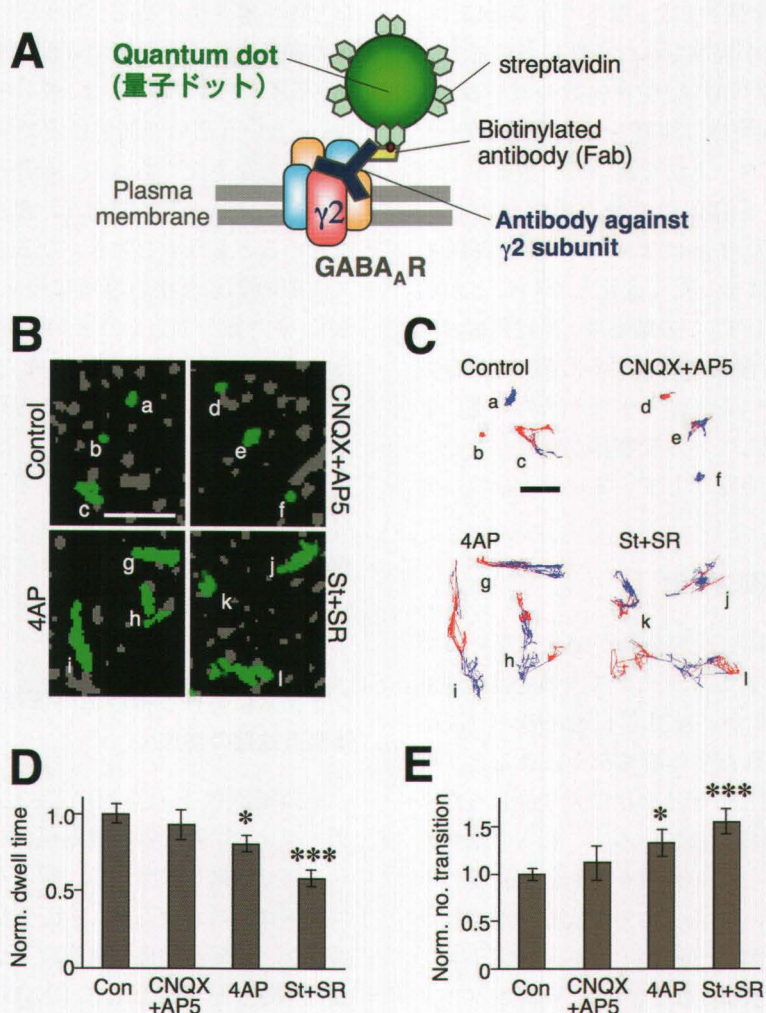 A
Quantum dot
(量子ドット)
streptavidin
Biotinylated
antibody (Fab)
Plasma
membrane
γ2
Antibody against
γ2 subunit
GABAAR
B
Control
CNQX+AP5
a
b
c
d
e
f
4AP
St+SR
g
h
i
j
k
l
C
Control
CNQX+AP5
a
b
c
d
e
f
4AP
St+SR
g
h
i
j
k
l
D
Norm. dwell time
1.0
0.5
0
*
***
Con
CNQX
+AP5
4AP
St+SR
E
Norm. no. transition
1.5
1.0
0.5
0
*
***
Con
CNQX
+AP5
4AP
St+SR